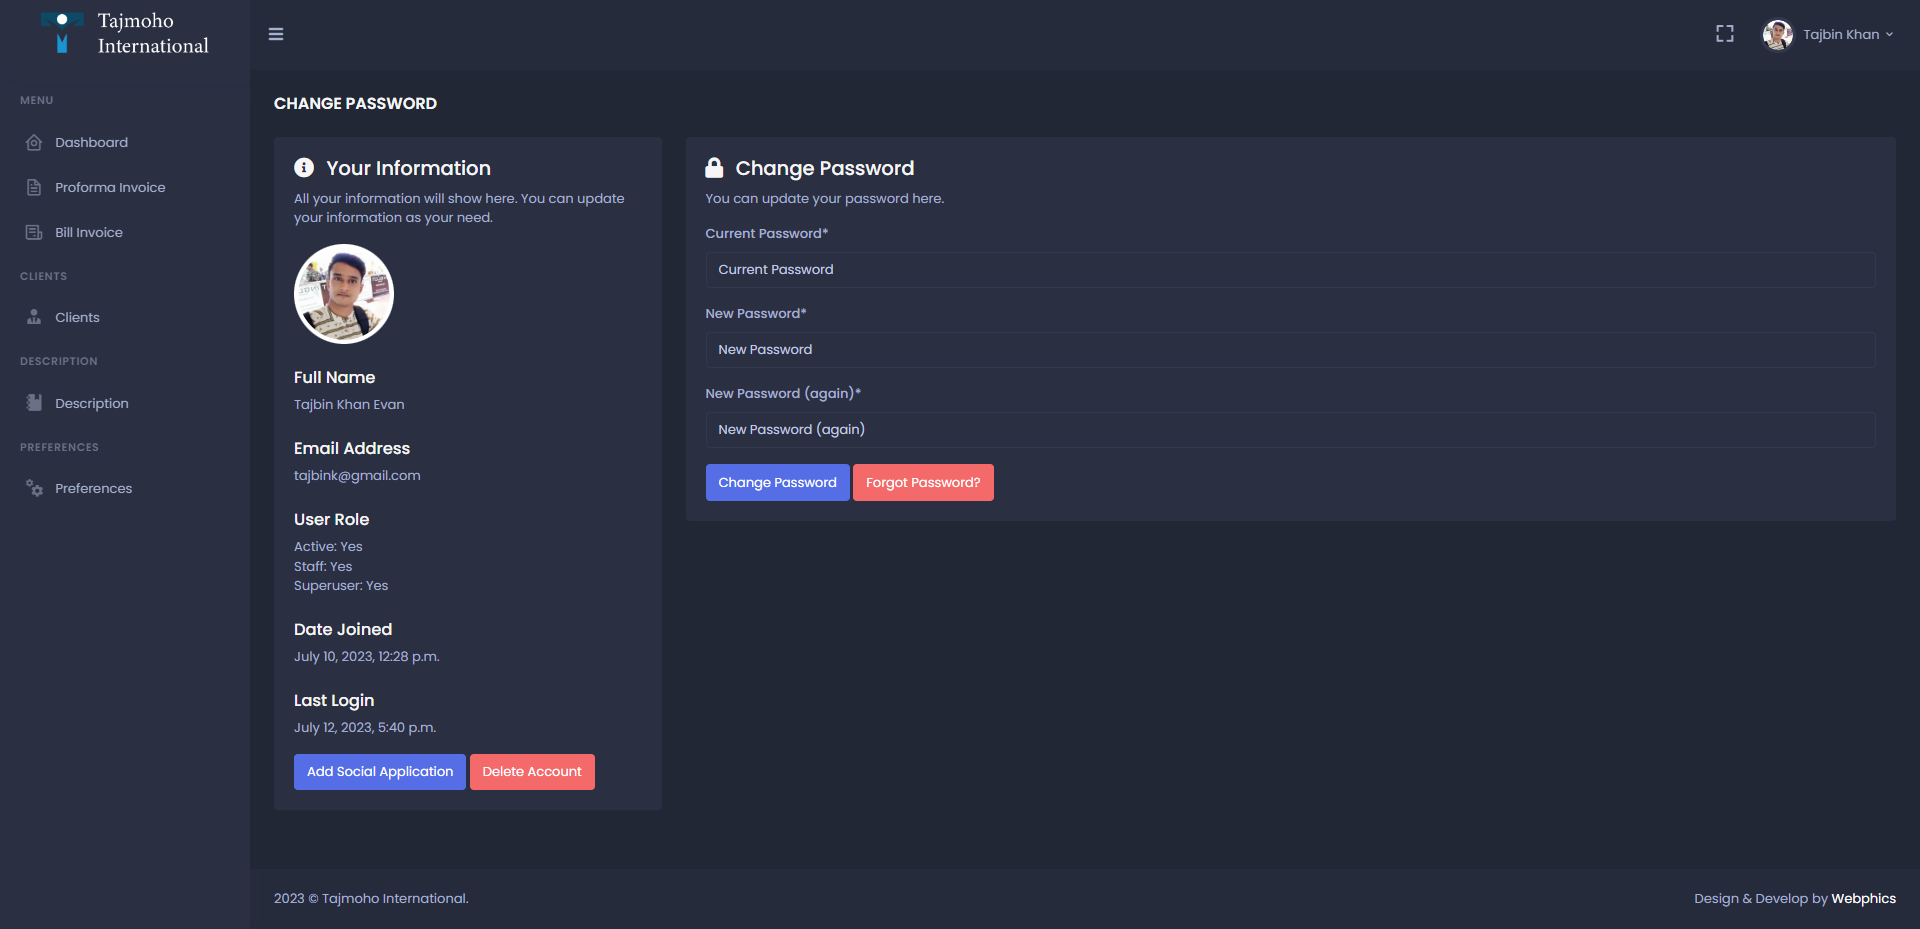 Tajmoho
International
Tajbin Khan
MENU
Dashboard
Proforma Invoice
Bill Invoice
CLIENTS
Clients
DESCRIPTION
Description
PREFERENCES
Preferences
CHANGE PASSWORD
Your Information
All your information will show here. You can update
your information as your need.
Full Name
Tajbin Khan Evan
Email Address
tajbink@gmail.com
User Role
Active: Yes
Staff: Yes
Superuser: Yes
Date Joined
July 10, 2023, 12:28 p.m.
Last Login
July 12, 2023, 5:40 p.m.
Add Social Application
Delete Account
Change Password
You can update your password here.
Current Password*
Current Password
New Password*
New Password
New Password (again)*
New Password (again)
Change Password
Forgot Password?
2023 © Tajmoho International.
Design & Develop by Webphics